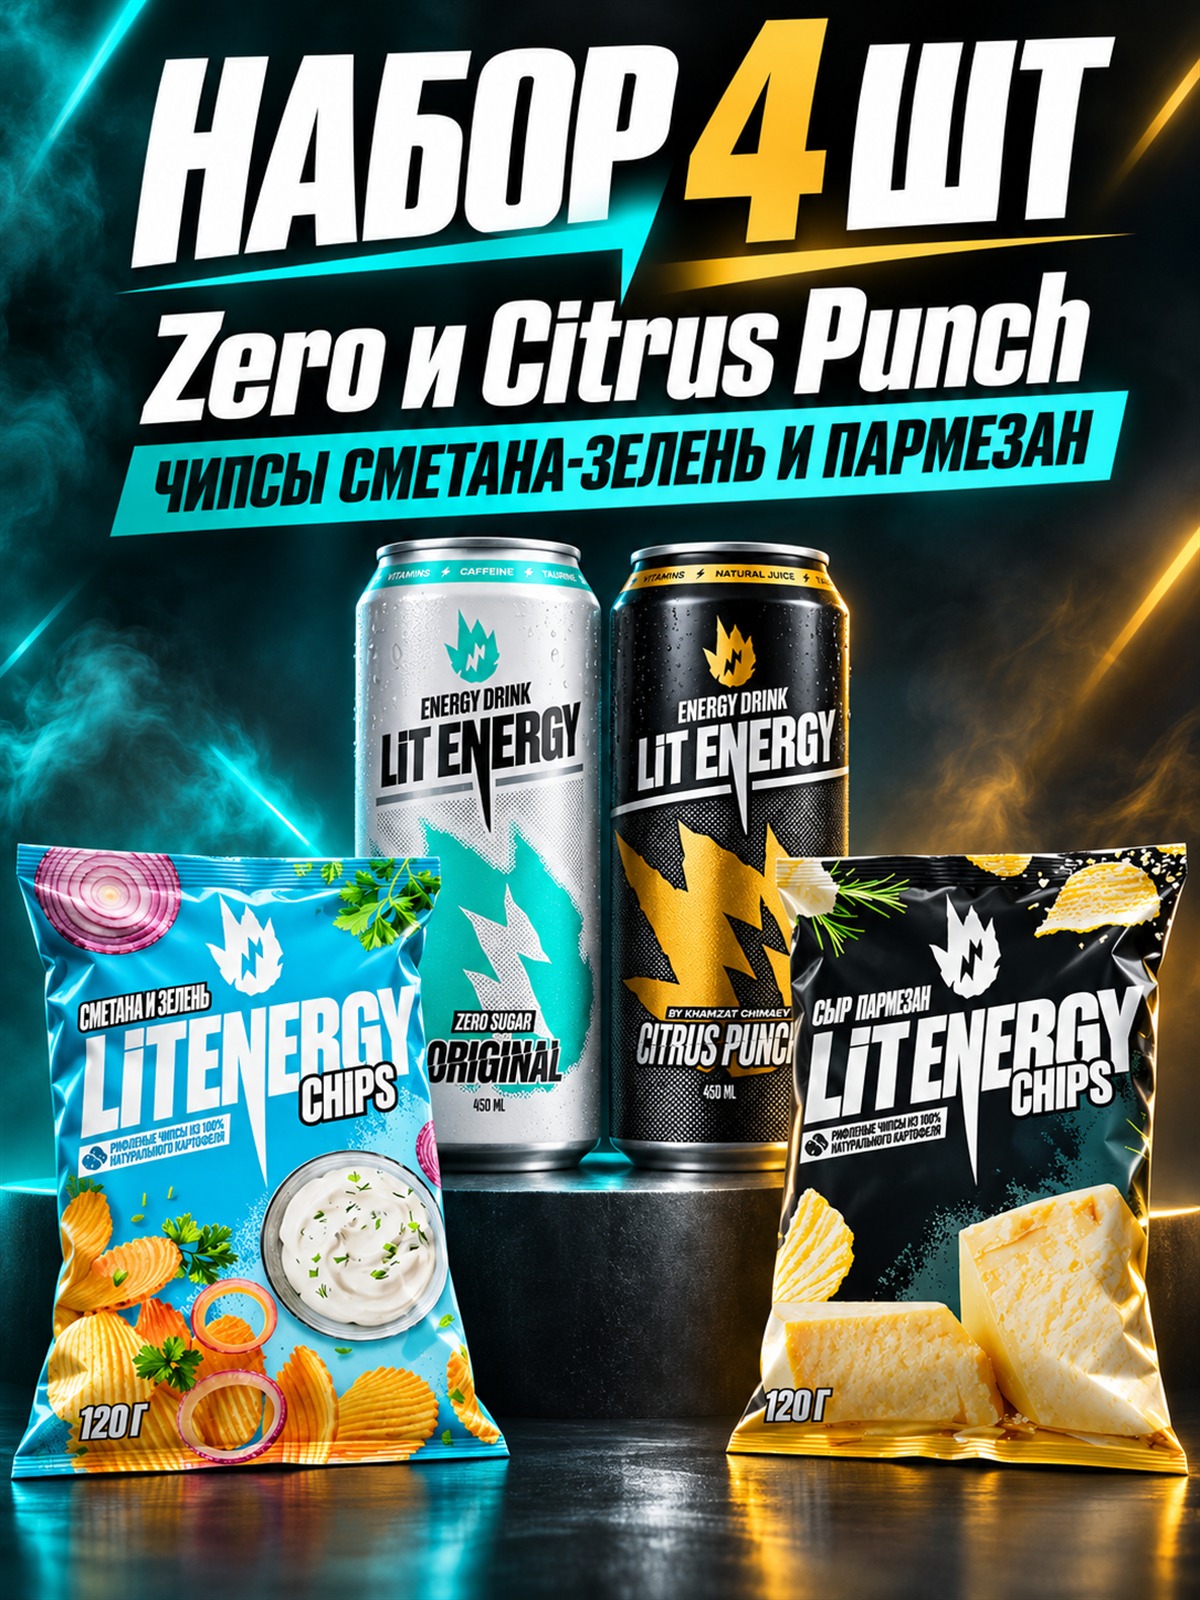 НАБОР 4 ШТ
Zero и Citrus Punch
ЧИПСЫ СМЕТАНА-ЗЕЛЕНЬ И ПАРМЕЗАН
VITAMINS CAFFEINE TAURINE
ENERGY DRINK
LIT ENERGY
ZERO SUGAR
ORIGINAL
450 ML
VITAMINS NATURAL JUICE
ENERGY DRINK
LIT ENERGY
BY KHAMZAT CHIMAEV
CITRUS PUNCH
450 ML
СМЕТАНА И ЗЕЛЕНЬ
LITENERGY
CHIPS
РИФЛЕНЫЕ ЧИПСЫ ИЗ 100%
НАТУРАЛЬНОГО КАРТОФЕЛЯ
120 Г
СЫР ПАРМЕЗАН
LITENERGY
CHIPS
РИФЛЕНЫЕ ЧИПСЫ ИЗ 100%
НАТУРАЛЬНОГО КАРТОФЕЛЯ
120 Г